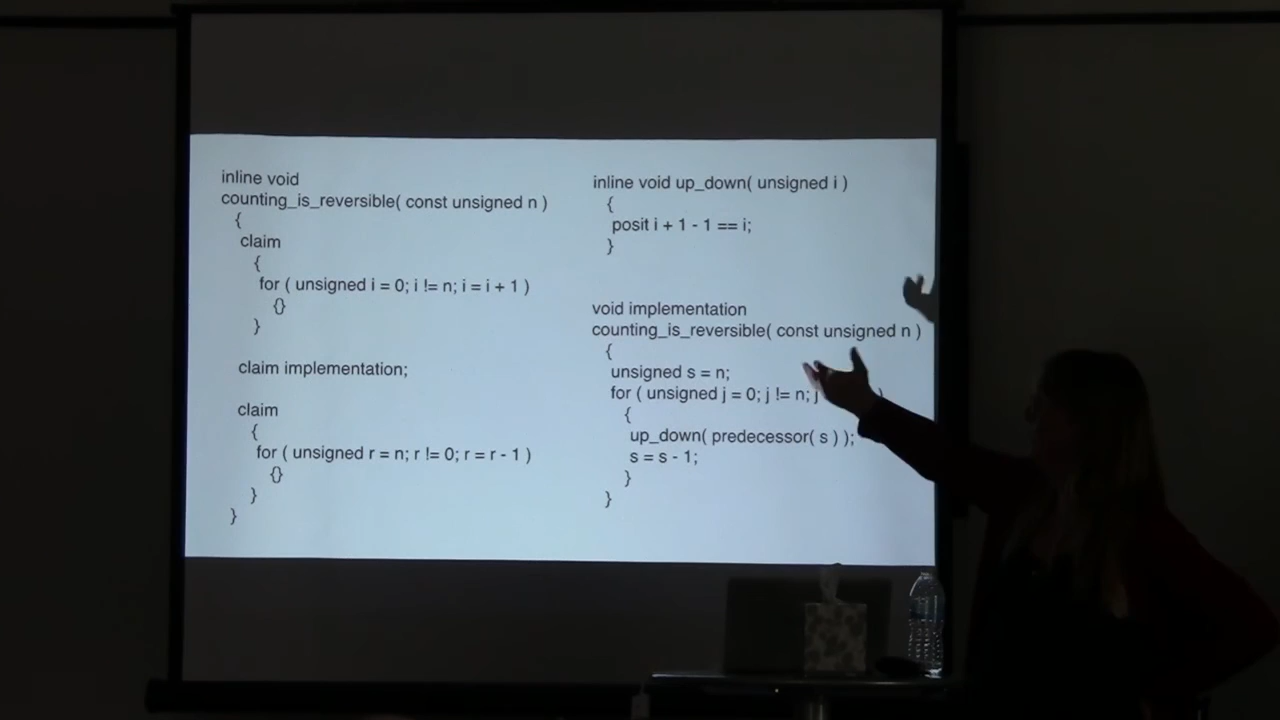 inline void
counting_is_reversible( const unsigned n )
{
claim
{
for ( unsigned i = 0; i != n; i = i + 1 )
{}
}
claim implementation;
claim
{
for ( unsigned r = n; r != 0; r = r - 1 )
{}
}
}
inline void up_down( unsigned i )
{
posit i + 1 - 1 == i;
}
void implementation
counting_is_reversible( const unsigned n )
{
unsigned s = n;
for ( unsigned j = 0; j != n; j )
{
up_down( predecessor( s ) );
s = s - 1;
}
}